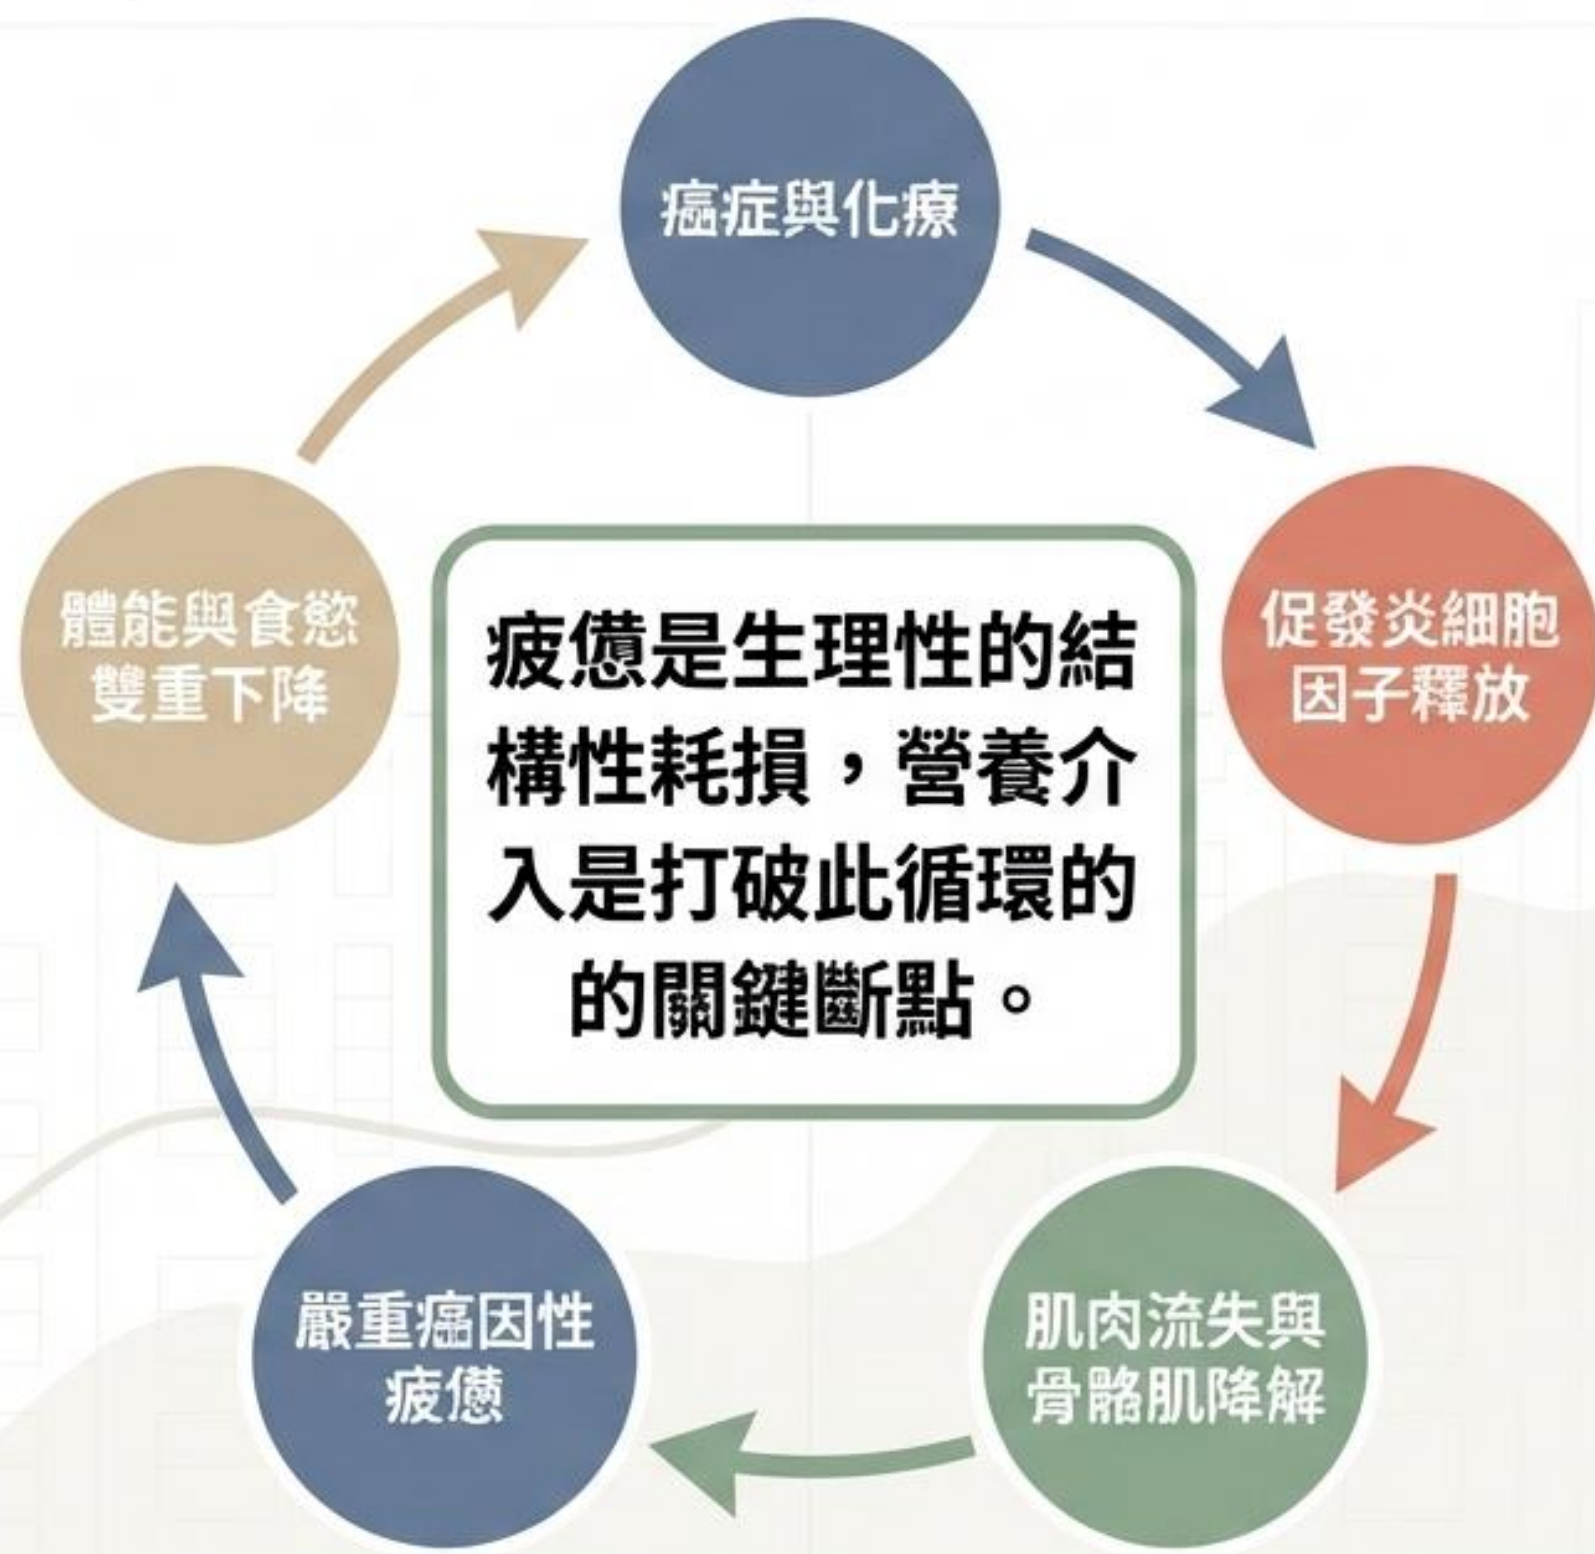 癌症與化療
促發炎細胞
因子釋放
肌肉流失與
骨骼肌降解
嚴重癌因性
疲憊
體能與食慾
雙重下降
疲憊是生理性的結
構性耗損，營養介
入是打破此循環的
的關鍵斷點。